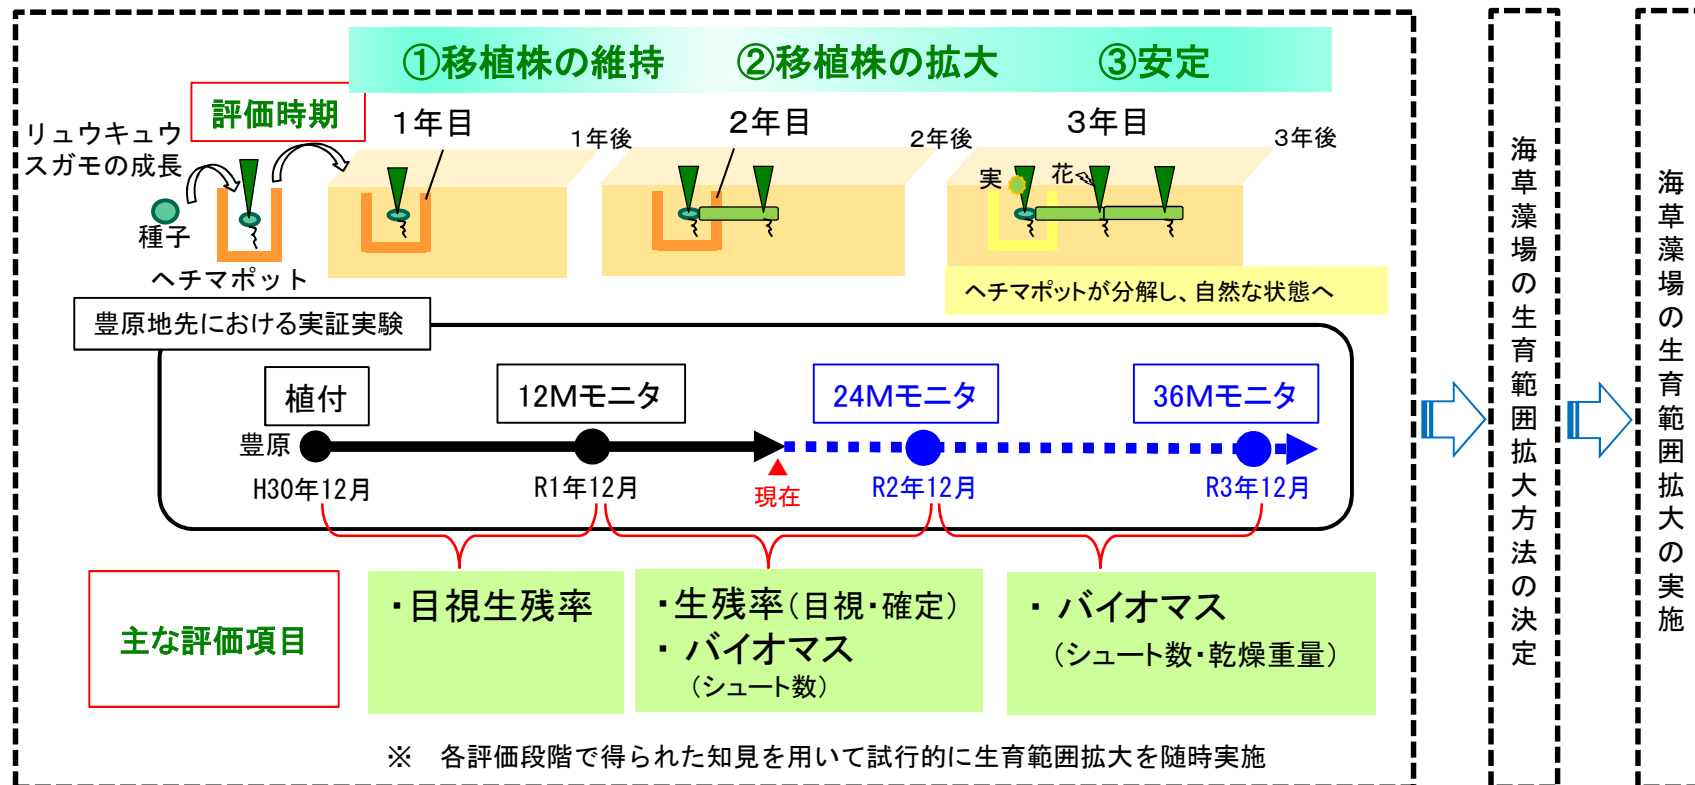 ①移植株の維持　②移植株の拡大　③安定
評価時期
リュウキュウ
スガモの成長
種子
ヘチマポット
1年目
1年後
2年目
2年後
3年目
3年後
実
花
ヘチマポットが分解し、自然な状態へ
豊原地先における実証実験
植付
12Mモニタ
24Mモニタ
36Mモニタ
豊原
H30年12月
R1年12月
現在
R2年12月
R3年12月
主な評価項目
・目視生残率
・生残率(目視・確定)
・ バイオマス
(シュート数)
・ バイオマス
(シュート数・乾燥重量)
※　各評価段階で得られた知見を用いて試行的に生育範囲拡大を随時実施
海草藻場の生育範囲拡大方法の決定
海草藻場の生育範囲拡大の実施